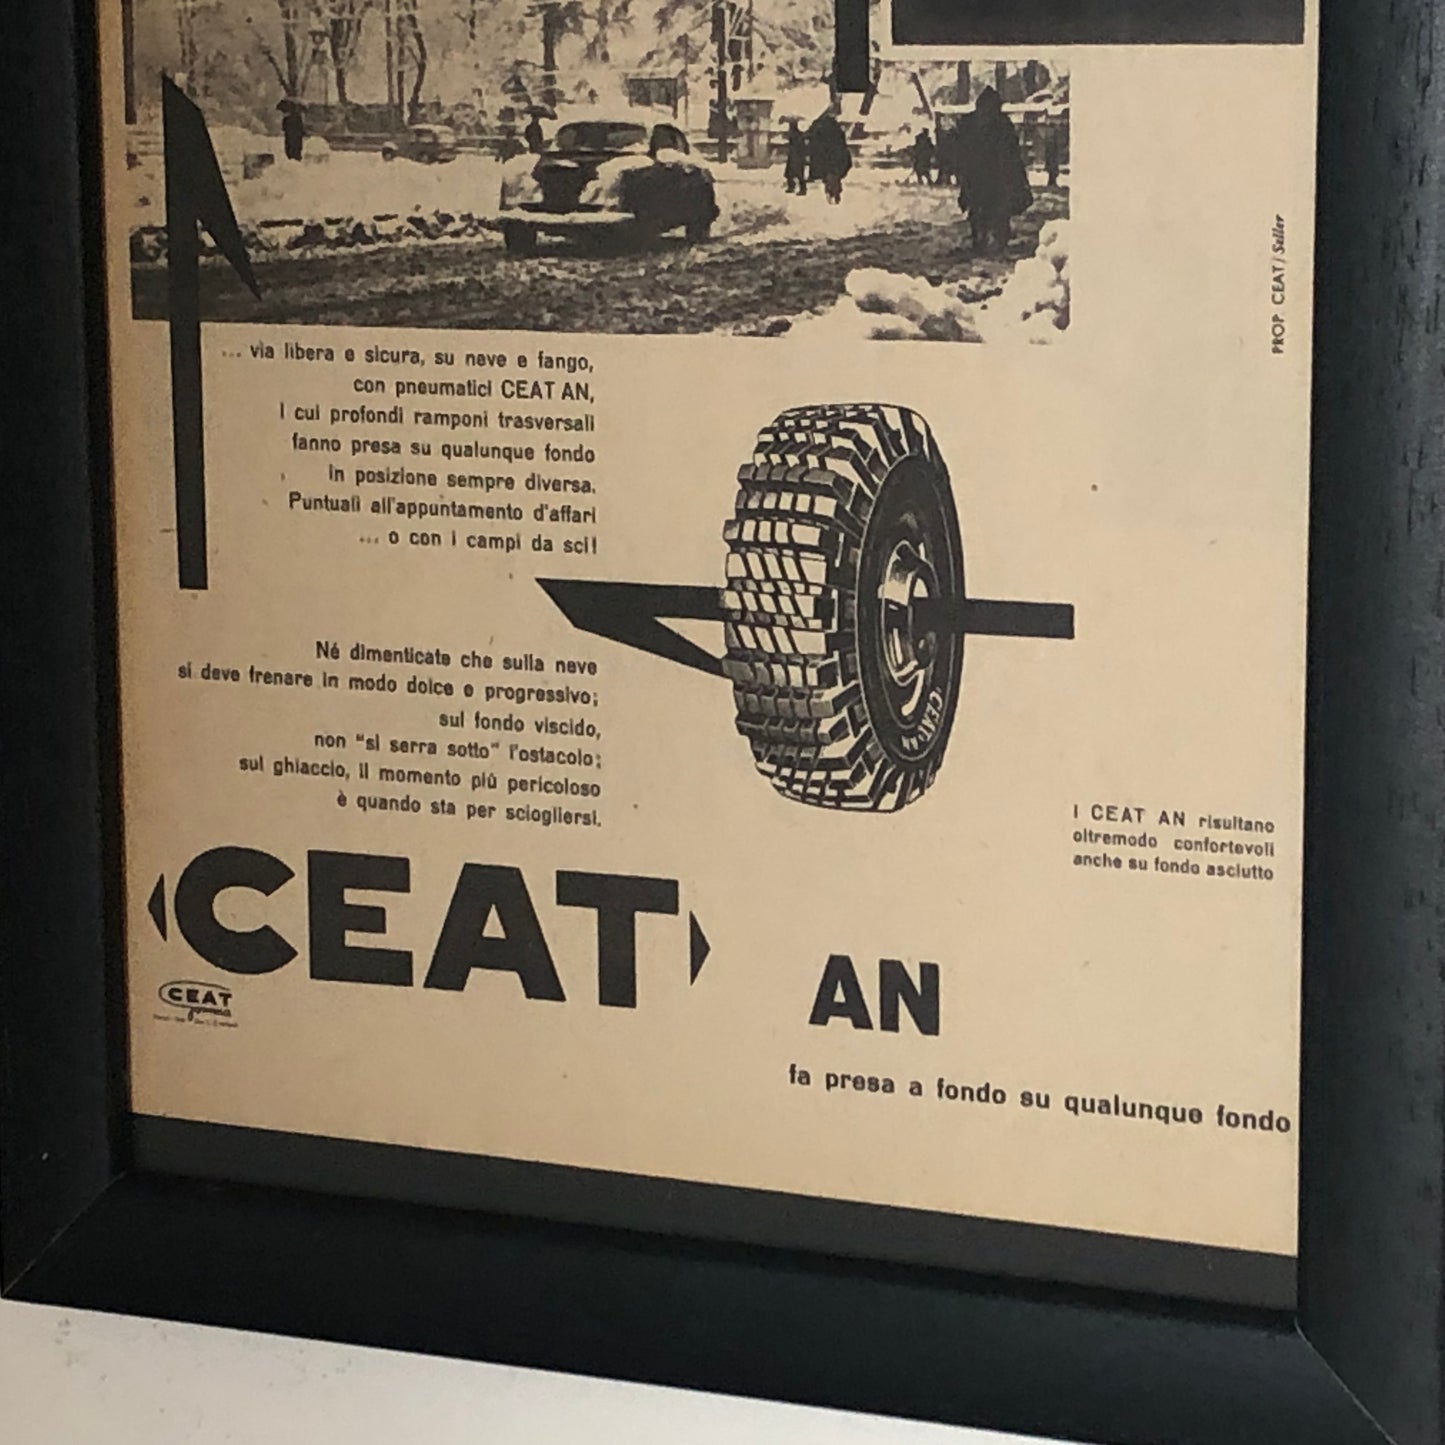 PROP. CEAT / Seller
... via libera e sicura, su neve e fango,
con pneumatici CEAT AN,
i cui profondi ramponi trasversali
fanno presa su qualunque fondo
in posizione sempre diversa.
Puntuali all'appuntamento d'affari
... o con i campi da sci!
Né dimenticate che sulla neve
si deve frenare in modo dolce e progressivo;
sul fondo viscido,
non "si serra sotto" l'ostacolo;
sul ghiaccio, il momento più pericoloso
è quando sta per sciogliersi.
CEAT-AN
I CEAT AN risultano
oltremodo confortevoli
anche su fondo asciutto
CEAT
CEAT
gomma
AN
fa presa a fondo su qualunque fondo